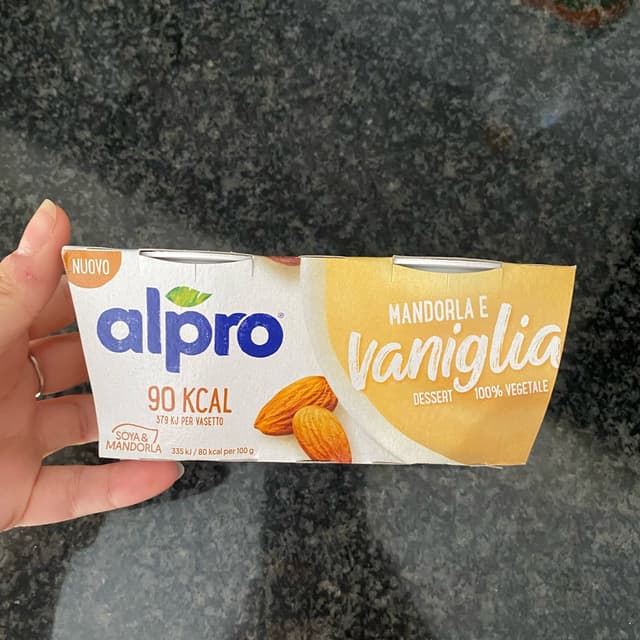 NUOVO
alpro®
90 KCAL
379 KJ PER VASETTO
SOYA &
MANDORLA
335 kJ / 80 kcal per 100 g
MANDORLA E
vaniglia
DESSERT 100% VEGETALE